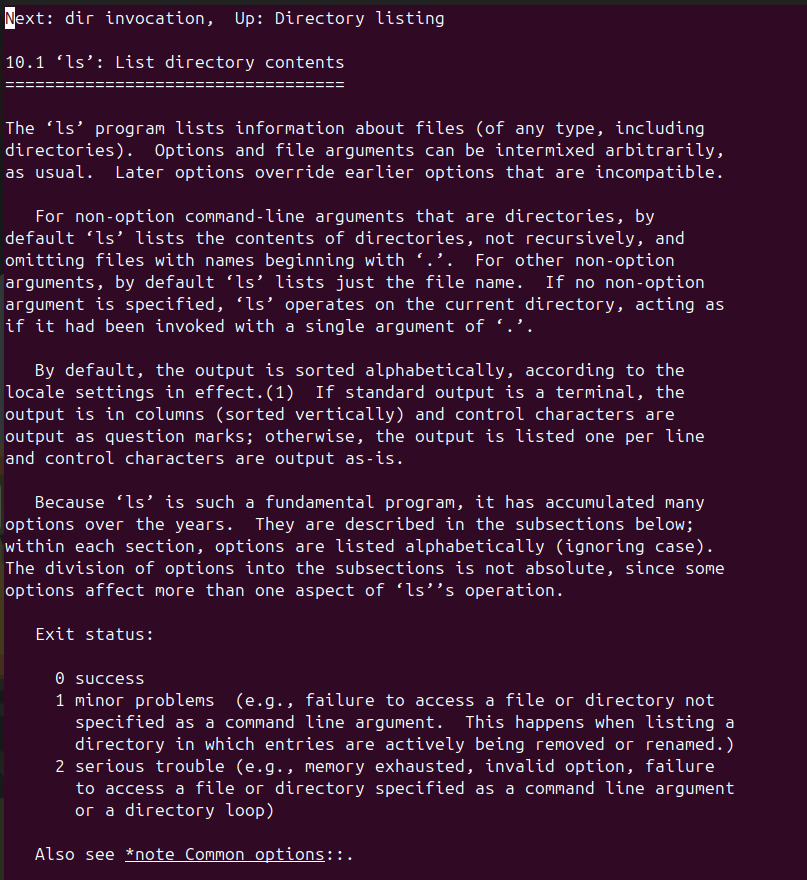 Next: dir invocation,  Up: Directory listing
10.1 ‘ls’: List directory contents
==================================
The ‘ls’ program lists information about files (of any type, including
directories).  Options and file arguments can be intermixed arbitrarily,
as usual.  Later options override earlier options that are incompatible.
For non-option command-line arguments that are directories, by
default ‘ls’ lists the contents of directories, not recursively, and
omitting files with names beginning with ‘.’.  For other non-option
arguments, by default ‘ls’ lists just the file name.  If no non-option
argument is specified, ‘ls’ operates on the current directory, acting as
if it had been invoked with a single argument of ‘.’.
By default, the output is sorted alphabetically, according to the
locale settings in effect.(1)  If standard output is a terminal, the
output is in columns (sorted vertically) and control characters are
output as question marks; otherwise, the output is listed one per line
and control characters are output as-is.
Because ‘ls’ is such a fundamental program, it has accumulated many
options over the years.  They are described in the subsections below;
within each section, options are listed alphabetically (ignoring case).
The division of options into the subsections is not absolute, since some
options affect more than one aspect of ‘ls’’s operation.
Exit status:
0 success
1 minor problems  (e.g., failure to access a file or directory not
specified as a command line argument.  This happens when listing a
directory in which entries are actively being removed or renamed.)
2 serious trouble (e.g., memory exhausted, invalid option, failure
to access a file or directory specified as a command line argument
or a directory loop)
Also see *note Common options::.